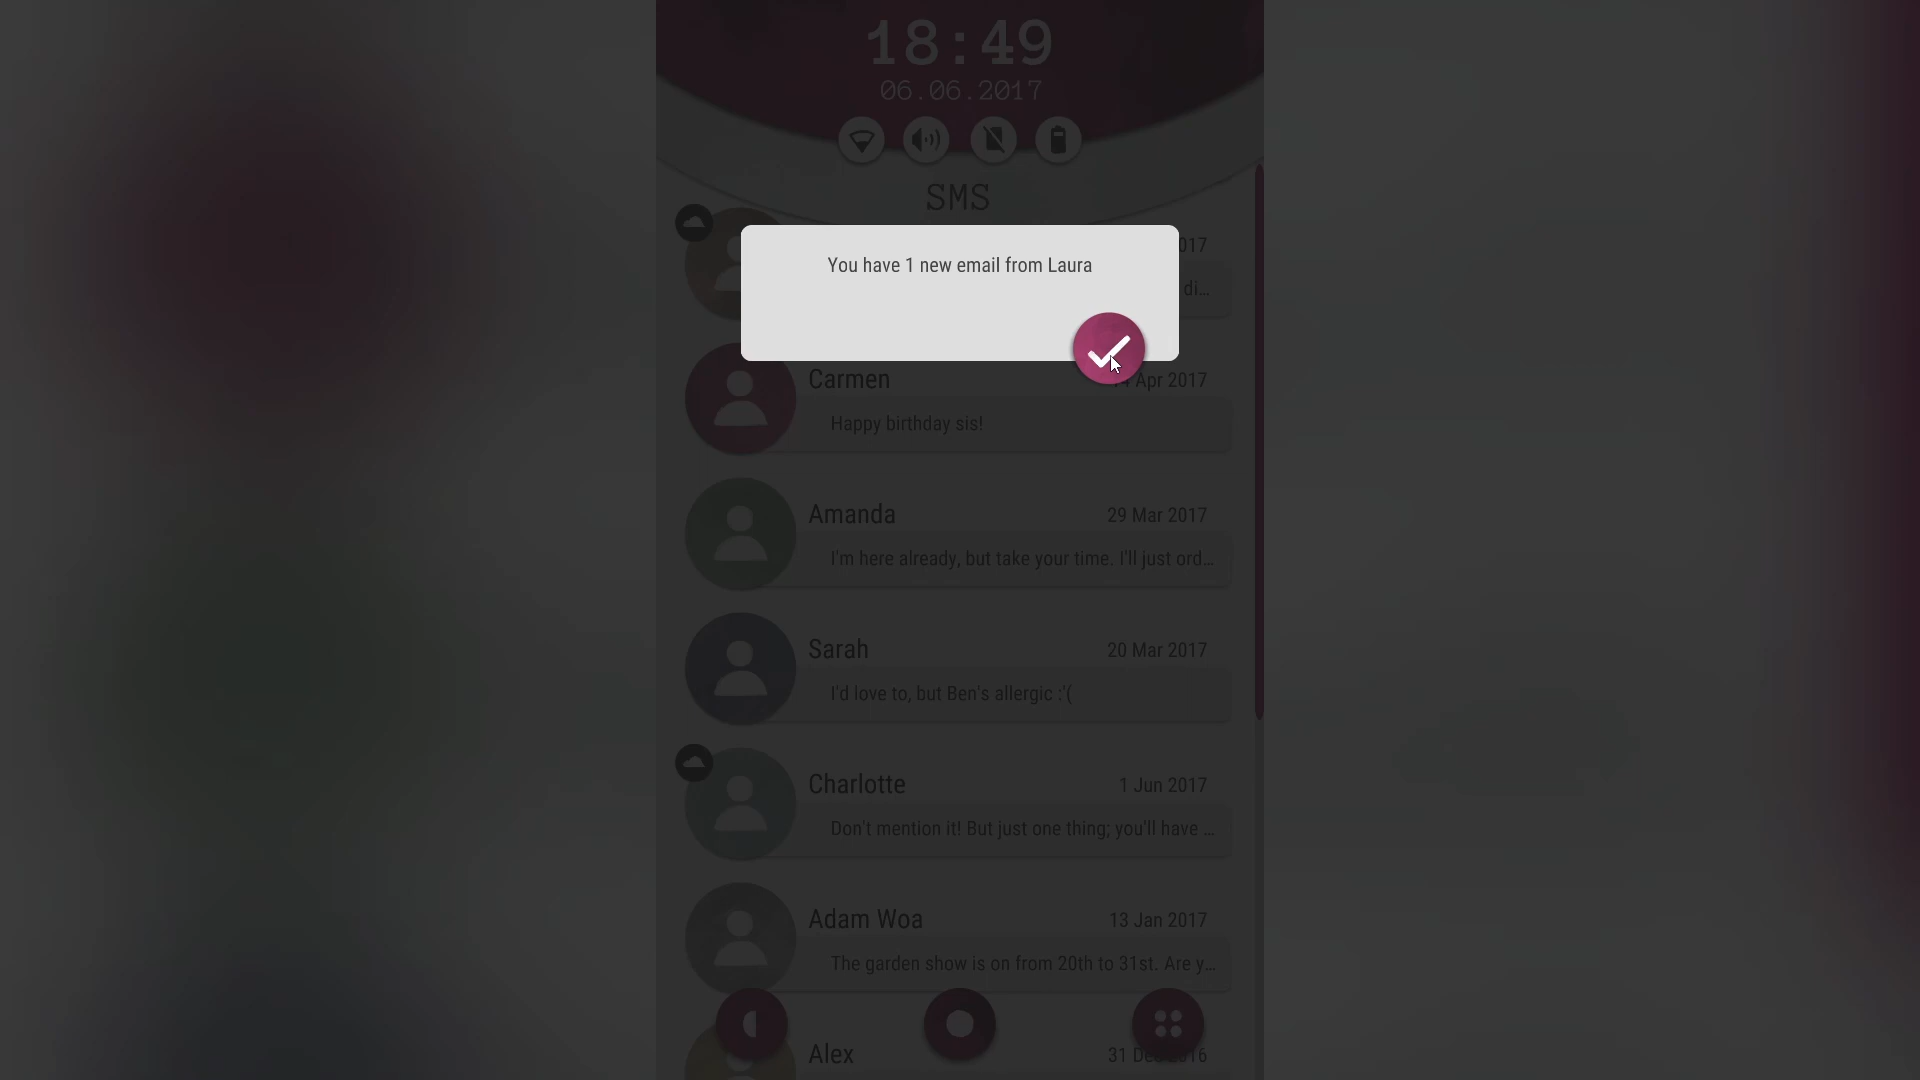 18:49
06.06.2017
SMS
017
You have 1 new email from Laura
di...
Carmen
Apr 2017
Happy birthday sis!
Amanda
29 Mar 2017
I'm here already, but take your time. I'll just ord...
Sarah
20 Mar 2017
I'd love to, but Ben's allergic :'(
Charlotte
1 Jun 2017
Don't mention it! But just one thing; you'll have ...
Adam Woa
13 Jan 2017
The garden show is on from 20th to 31st. Are y...
Alex
31